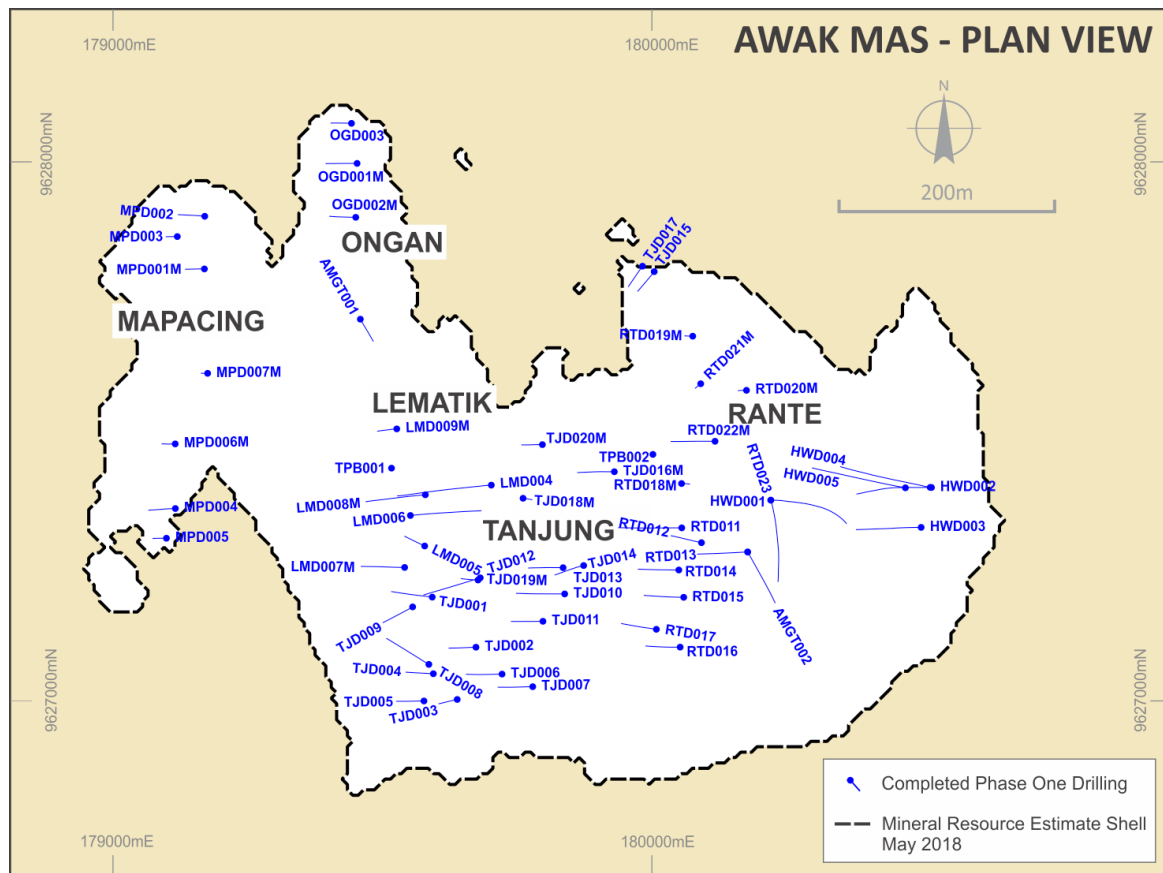 179000mE
180000mE
AWAK MAS - PLAN VIEW
N
200m
9628000mN
9628000mN
OGD003
OGD001M
OGD002M
ONGAN
MPD002
MPD003
MPD001M
AMGT001
MAPACING
TJD017
TJD015
RTD019M
RTD021M
RTD020M
MPD007M
LEMATIK
RANTE
LMD009M
RTD022M
MPD006M
TJD020M
TPB002
TPB001
TJD016M
RTD023
HWD004
HWD005
LMD004
RTD018M
HWD002
LMD008M
TJD018M
HWD001
MPD004
LMD006
TANJUNG
RTD012
RTD011
HWD003
MPD005
LMD005
TJD012
TJD014
RTD013
LMD007M
TJD019M
TJD013
RTD014
TJD010
TJD001
RTD015
TJD009
TJD011
RTD017
AMGT002
TJD002
RTD016
TJD004
TJD008
TJD006
TJD007
TJD005
TJD003
9627000mN
9627000mN
Completed Phase One Drilling
Mineral Resource Estimate Shell
May 2018
179000mE
180000mE